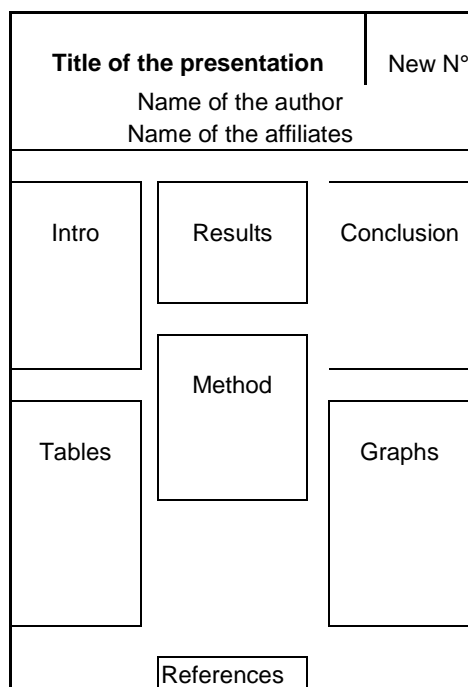 Title of the presentation
New N°
Name of the author
Name of the affiliates
Intro
Results
Conclusion
Method
Tables
Graphs
References